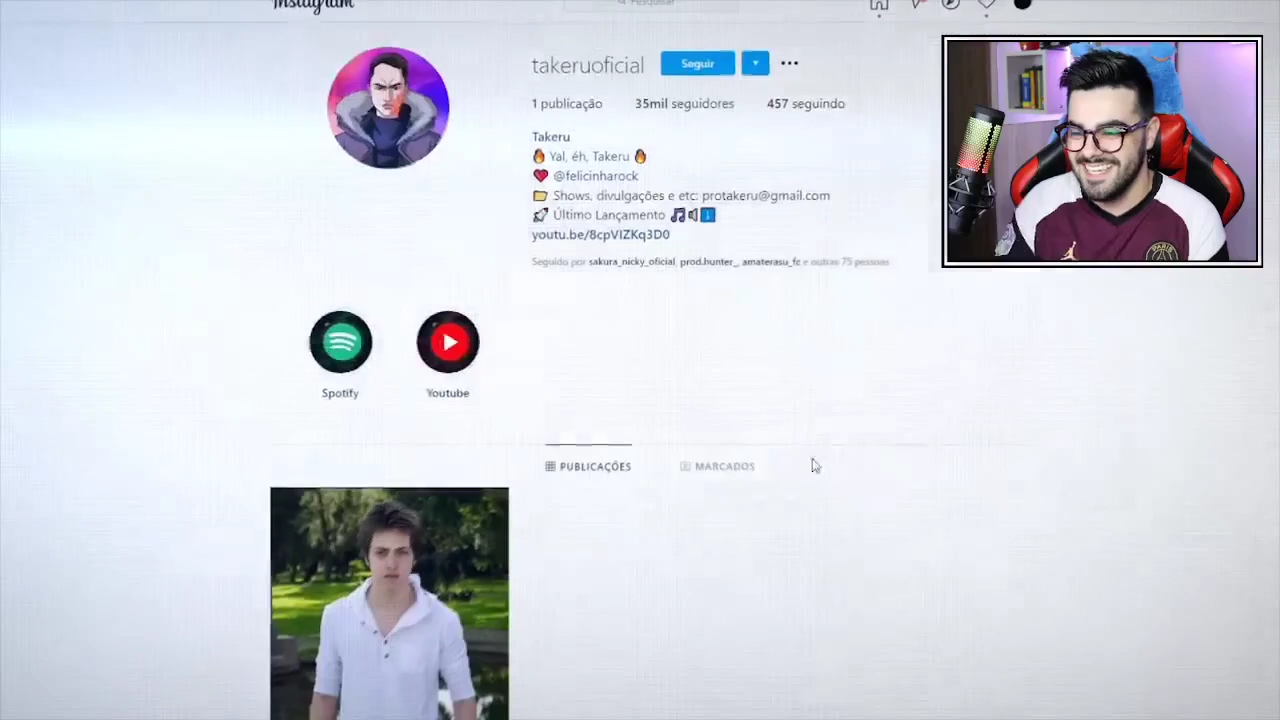 Instagram
Pesquisar
takeruoficial Seguir
1 publicação 35mil seguidores 457 seguindo
Takeru
🔥 Yal, éh, Takeru 🔥
❤️ @felicinharock
📁 Shows, divulgações e etc: protakeru@gmail.com
🚀 Último Lançamento 🎵🔈⬇️
youtu.be/8cpVIZKq3D0
Seguido por sakura_nicky_oficial, prod.hunter_, amaterasu_fc e outras 75 pessoas
Spotify Youtube
PUBLICAÇÕES MARCADOS
PARIS